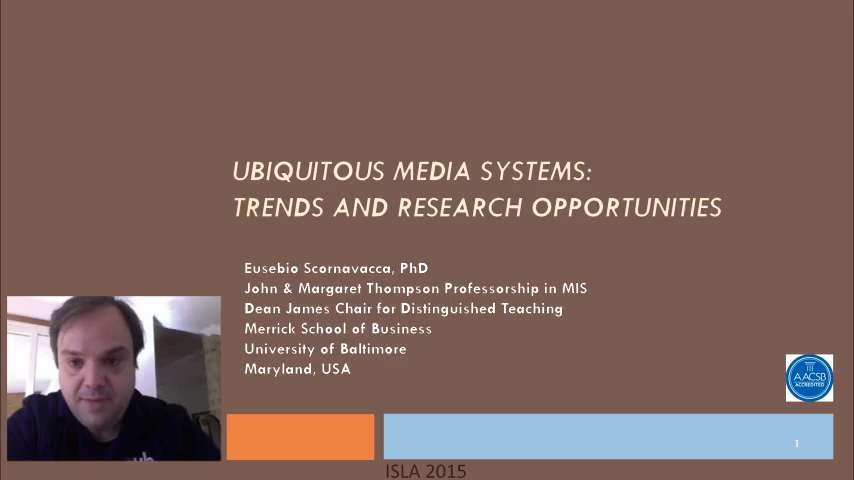 UBIQUITOUS MEDIA SYSTEMS:
TRENDS AND RESEARCH OPPORTUNITIES
Eusebio Scornavacca, PhD
John & Margaret Thompson Professorship in MIS
Dean James Chair for Distinguished Teaching
Merrick School of Business
University of Baltimore
Maryland, USA
AACSB
ACCREDITED
1
ISLA 2015